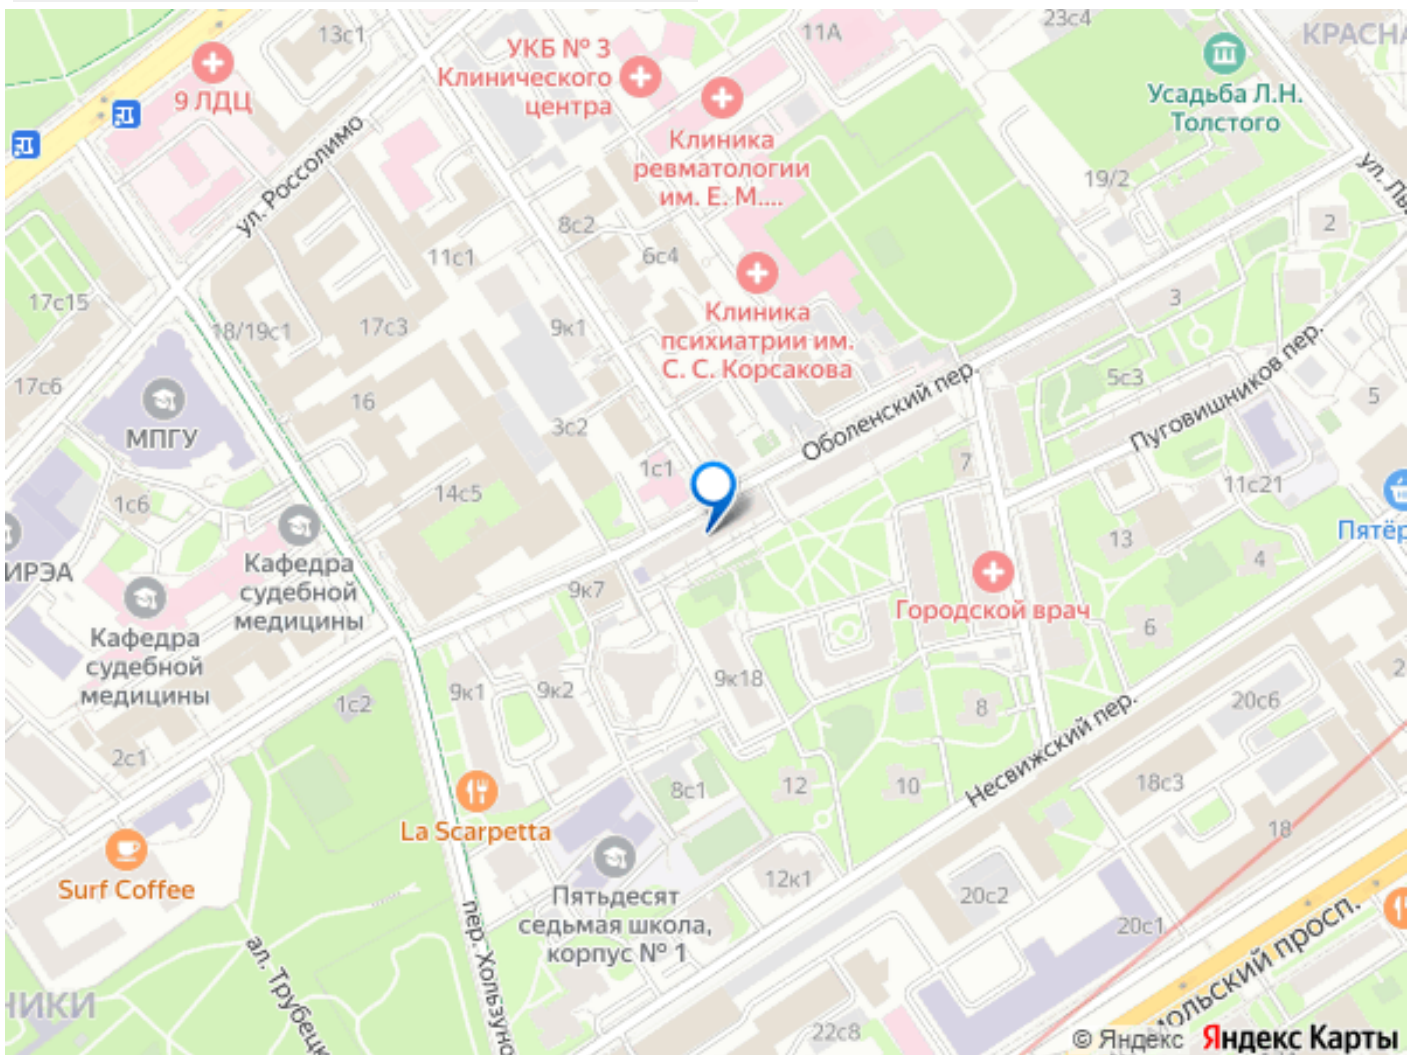 13с1
11А
23с4
КРАСНА
УКБ № 3
Клинического
центра
9 ЛДЦ
Усадьба Л.Н.
Толстого
Клиника
ревматологии
им. Е. М....
ул. Россолимо
19/2
ул. Ль
2
8с2
11с1
6с4
17с15
18/19с1
17с3
9к1
Клиника
психиатрии им.
С. С. Корсакова
3
5с3
17с6
16
МПГУ
3с2
Оболенский пер.
Пуговишников пер.
5
1с1
7
14с5
1с6
11с21
Пятёр
ИРЭА
Кафедра
судебной
медицины
13
4
9к7
Городской врач
Кафедра
судебной
медицины
6
9к1
9к2
9к18
1с2
8
20с6
2
2с1
Несвижский пер.
8с1
12
10
18с3
La Scarpetta
18
Surf Coffee
12к1
20с2
20с1
Пятьдесят
седьмая школа,
корпус № 1
пер. Хользуно
ал. Трубецк
НИКИ
22с8
мольский просп.
© Яндекс Яндекс Карты